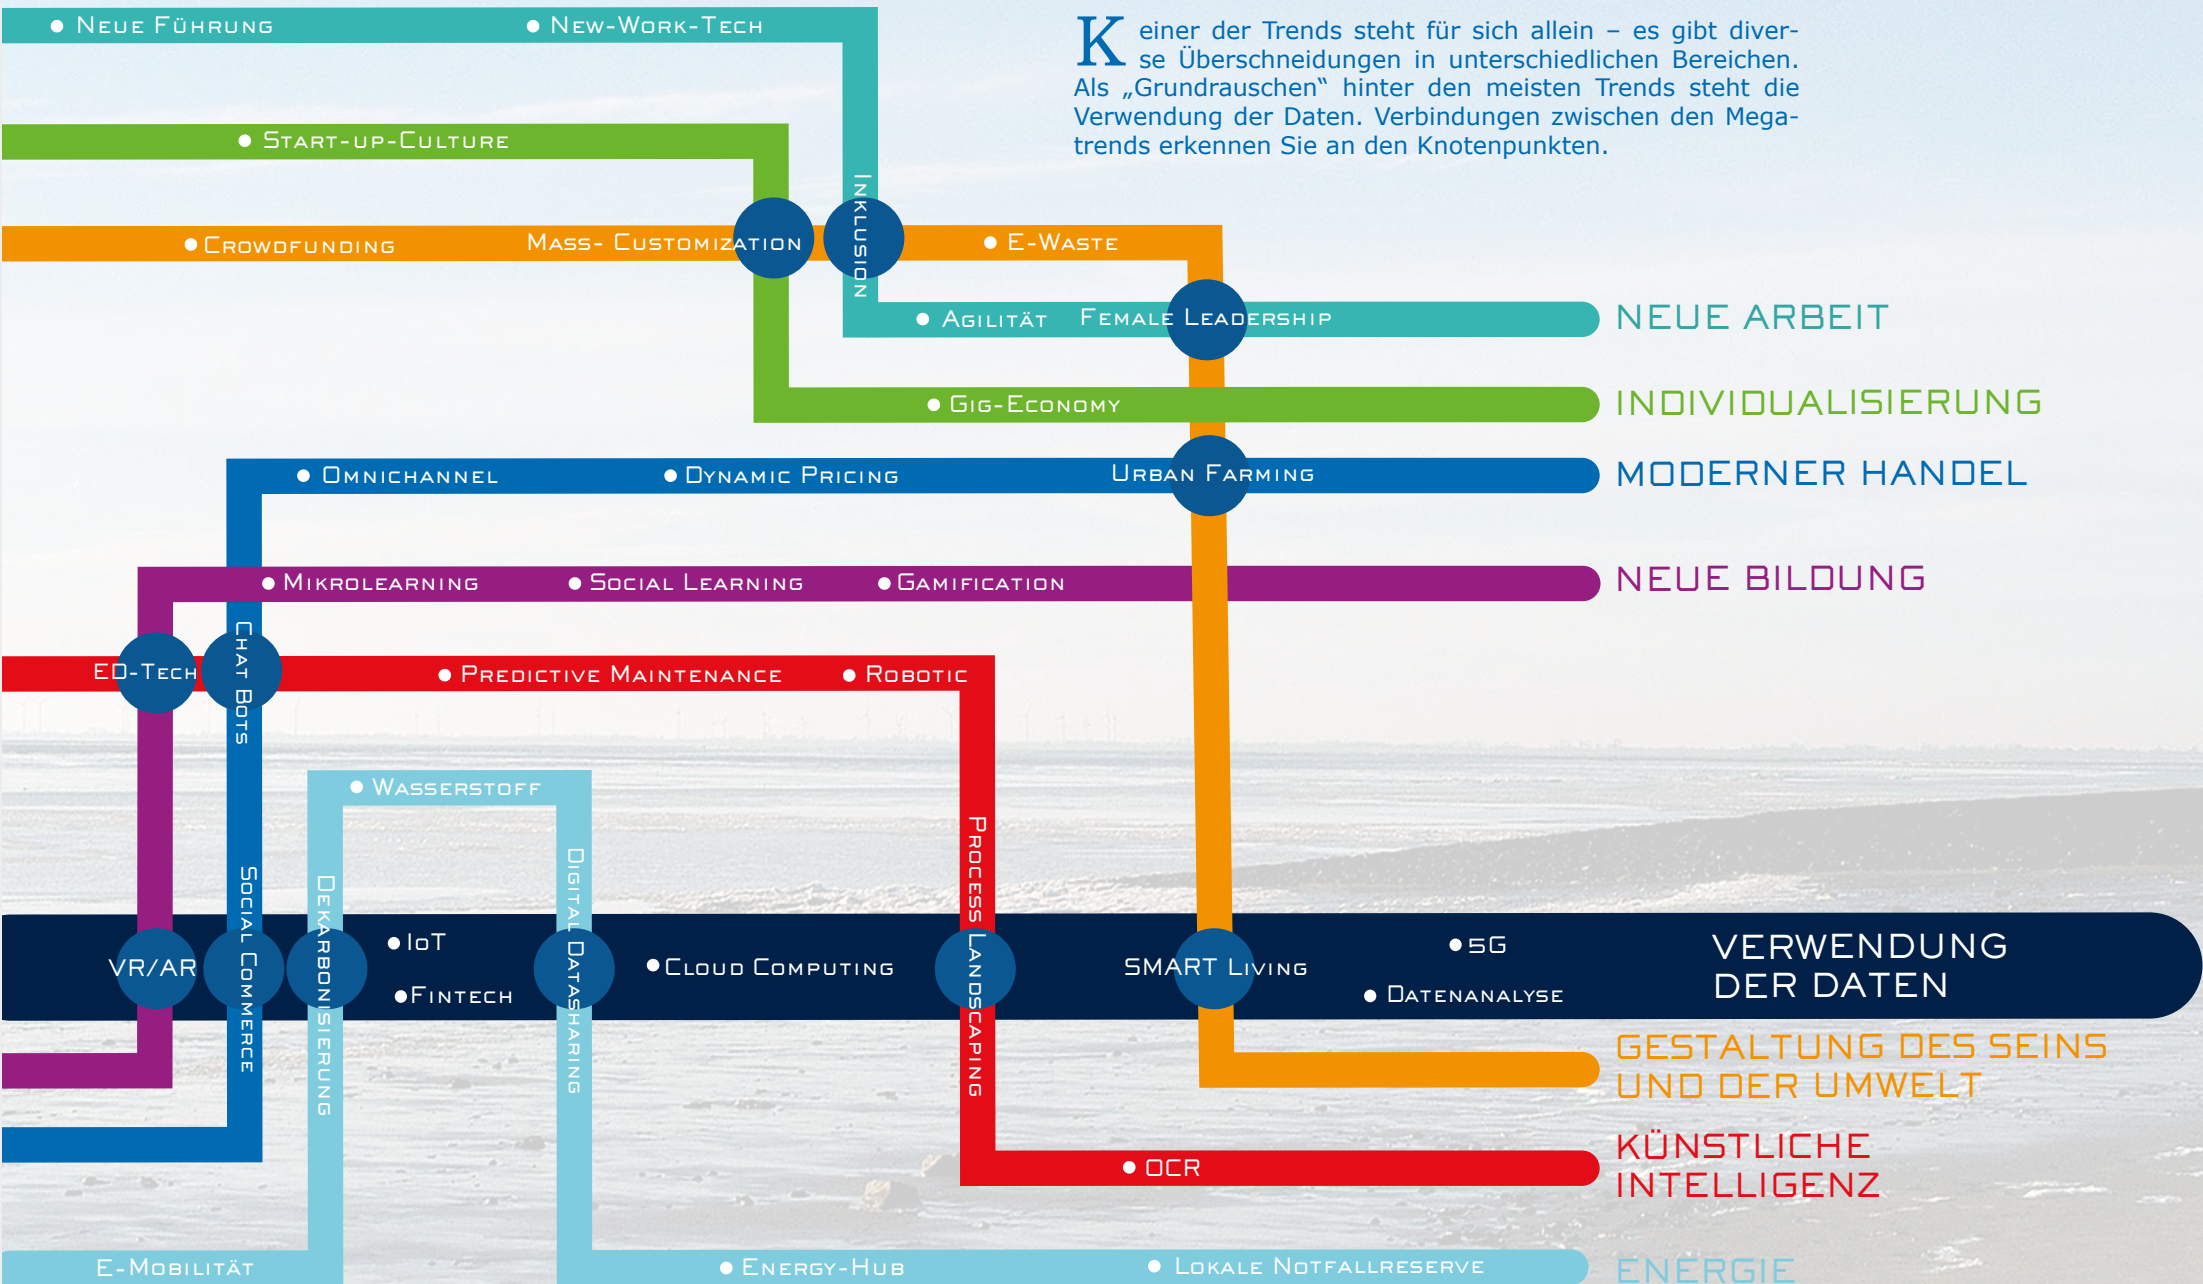 Neue Führung
New-Work-Tech
Keiner der Trends steht für sich allein – es gibt diver-
se Überschneidungen in unterschiedlichen Bereichen.
Als „Grundrauschen“ hinter den meisten Trends steht die
Verwendung der Daten. Verbindungen zwischen den Mega-
trends erkennen Sie an den Knotenpunkten.
Start-up-Culture
Inklusion
Crowdfunding
Mass- Customization
E-Waste
Agilität
Female Leadership
NEUE ARBEIT
Gig-Economy
INDIVIDUALISIERUNG
Omnichannel
Dynamic Pricing
Urban Farming
MODERNER HANDEL
Mikrolearning
Social Learning
Gamification
NEUE BILDUNG
ED-Tech
Chat Bots
Predictive Maintenance
Robotic
Wasserstoff
Social Commerce
Dekarbonisierung
Digital Datasharing
Process Landscaping
VR/AR
IoT
Fintech
Cloud Computing
SMART Living
5G
Datenanalyse
VERWENDUNG
DER DATEN
GESTALTUNG DES SEINS
UND DER UMWELT
OCR
KÜNSTLICHE
INTELLIGENZ
E-Mobilität
Energy-Hub
Lokale Notfallreserve
ENERGIE